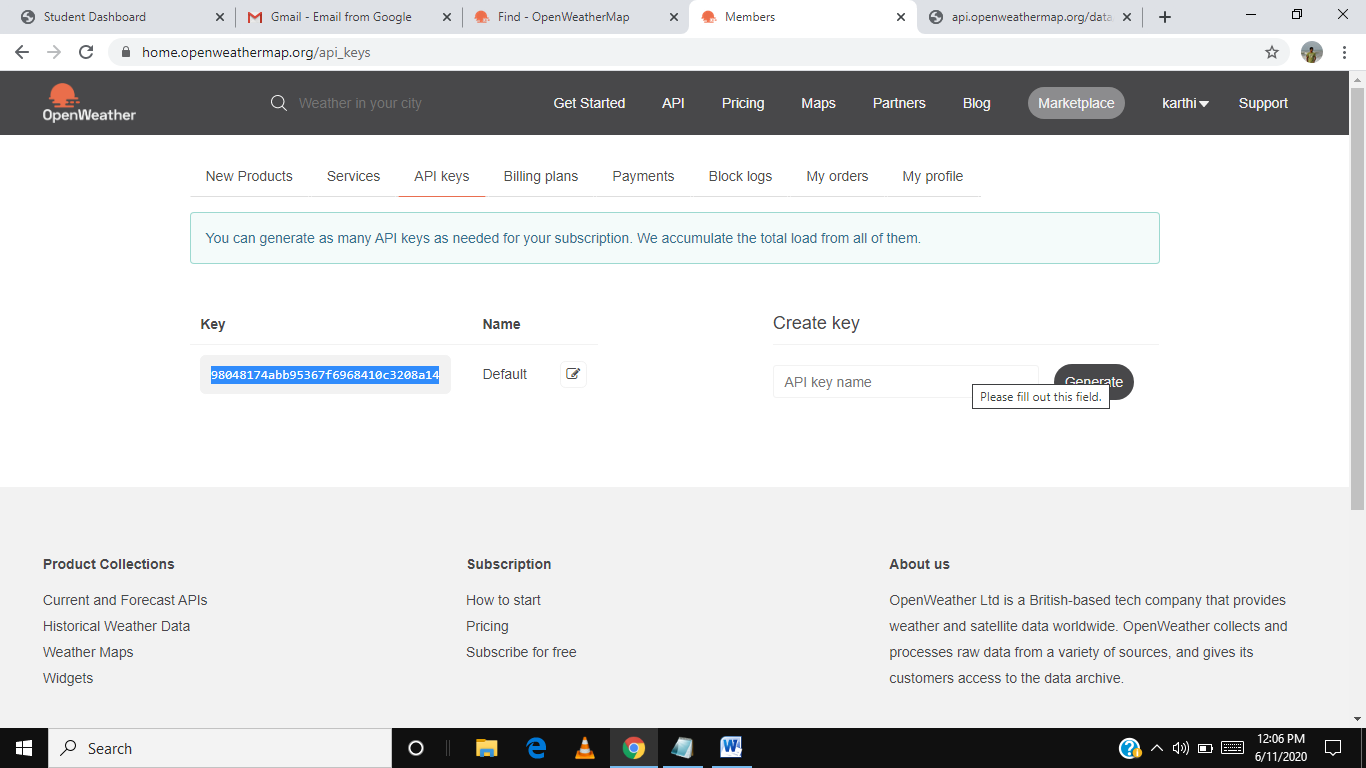 Student Dashboard
Gmail - Email from Google
Find - OpenWeatherMap
Members
api.openweathermap.org/data
home.openweathermap.org/api_keys
OpenWeather
Weather in your city
Get Started
API
Pricing
Maps
Partners
Blog
Marketplace
karthi
Support
New Products
Services
API keys
Billing plans
Payments
Block logs
My orders
My profile
You can generate as many API keys as needed for your subscription. We accumulate the total load from all of them.
Key
Name
Create key
98048174abb95367f6968410c3208a14
Default
API key name
Generate
Please fill out this field.
Product Collections
Current and Forecast APIs
Historical Weather Data
Weather Maps
Widgets
Subscription
How to start
Pricing
Subscribe for free
About us
OpenWeather Ltd is a British-based tech company that provides
weather and satellite data worldwide. OpenWeather collects and
processes raw data from a variety of sources, and gives its
customers access to the data archive.
Search
12:06 PM
6/11/2020